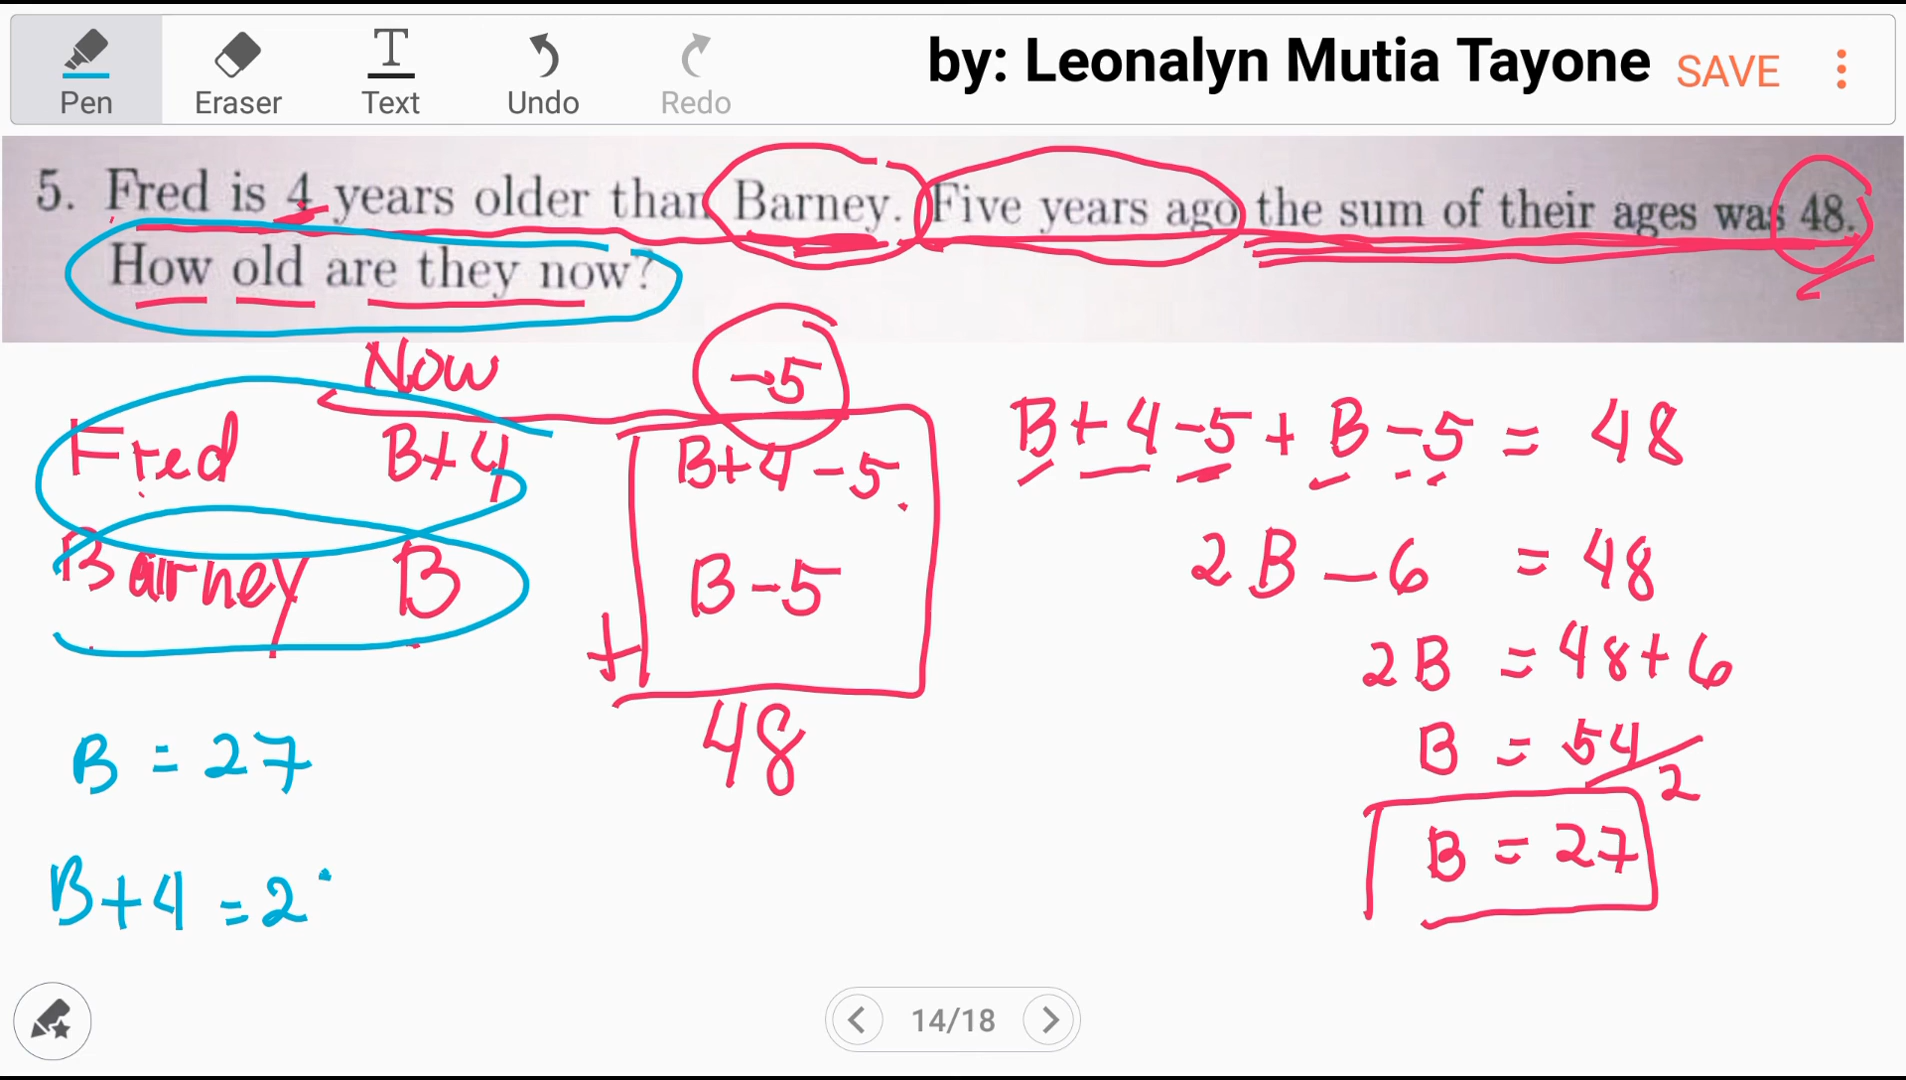 Pen
Eraser
Text
Undo
Redo
by: Leonalyn Mutia Tayone
SAVE
5. Fred is 4 years older than Barney. Five years ago the sum of their ages was 48.
How old are they now?
Now
-5
Fred B+4 B+4-5
Barney B B-5
+
48
B+4-5+B-5 = 48
2B-6 = 48
2B = 48+6
B = 54/2
B = 27
B = 27
B+4 = 2
14/18